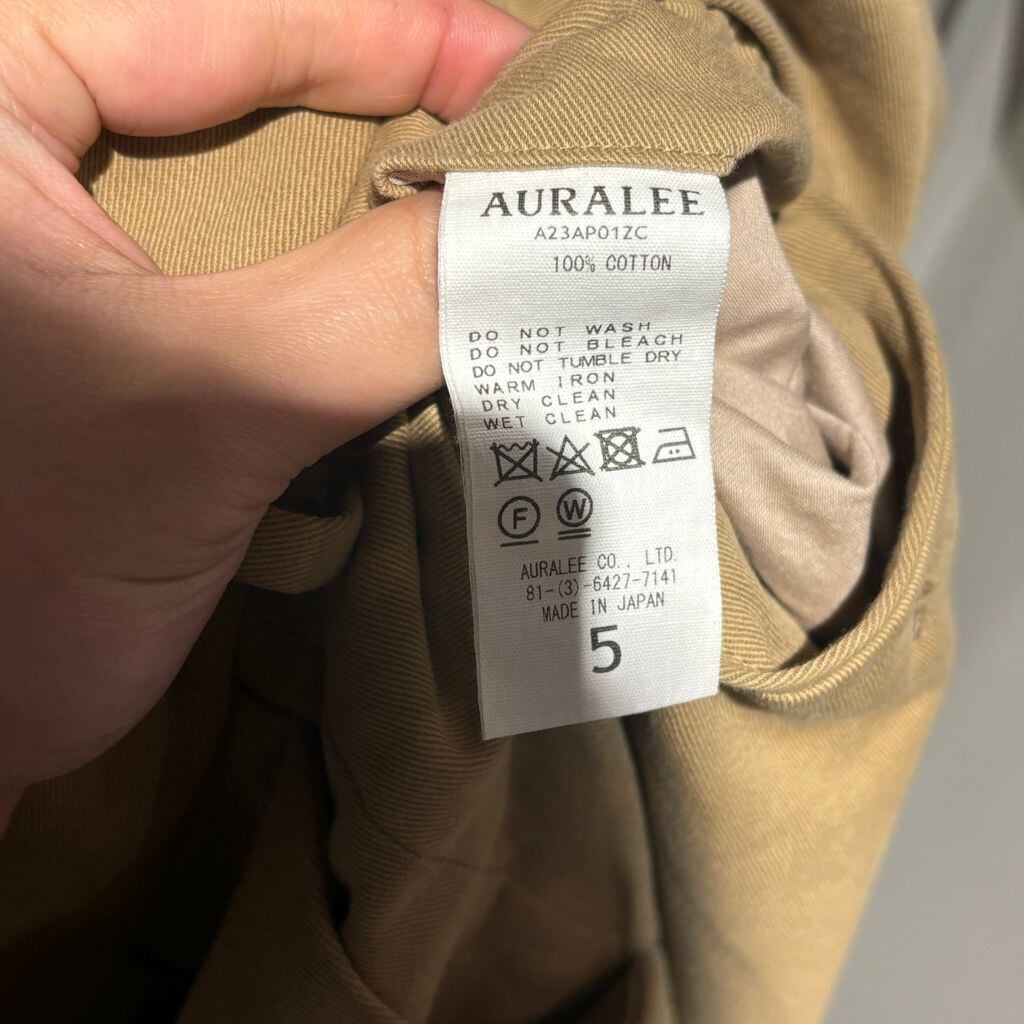 AURALEE
A23AP01ZC
100% COTTON
DO NOT WASH
DO NOT BLEACH
DO NOT TUMBLE DRY
WARM IRON
DRY CLEAN
WET CLEAN
F W
AURALEE CO., LTD.
81-(3)-6427-7141
MADE IN JAPAN
5